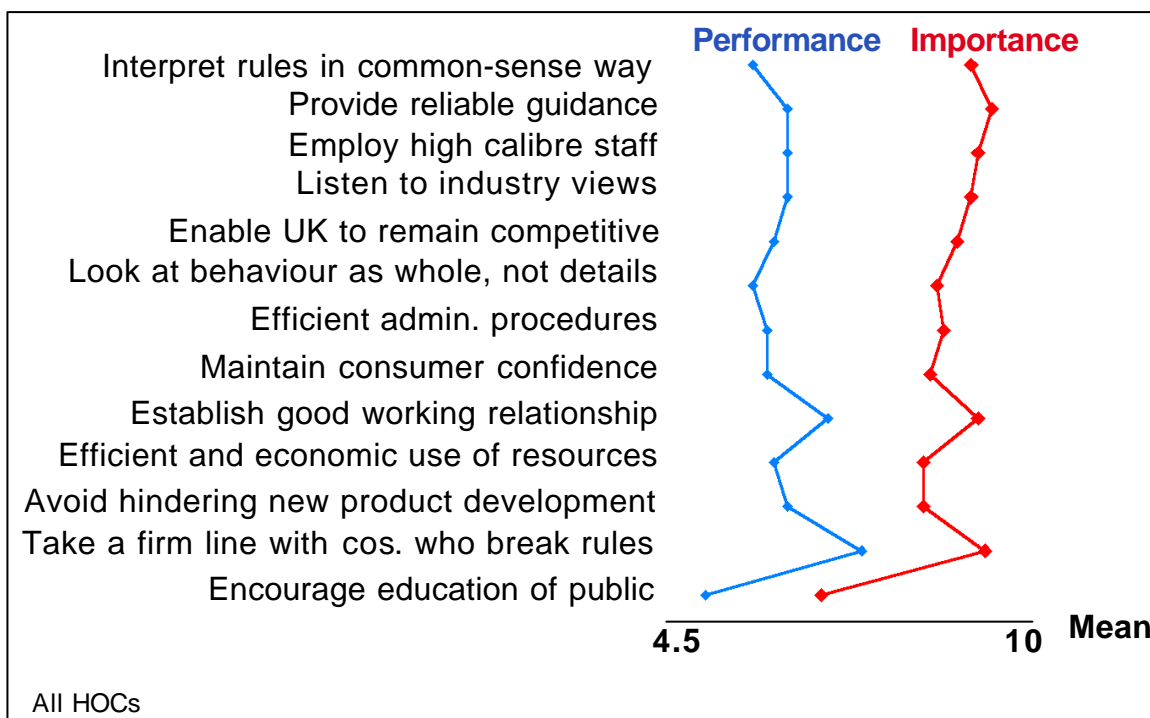 Performance Importance
Interpret rules in common-sense way
Provide reliable guidance
Employ high calibre staff
Listen to industry views
Enable UK to remain competitive
Look at behaviour as whole, not details
Efficient admin. procedures
Maintain consumer confidence
Establish good working relationship
Efficient and economic use of resources
Avoid hindering new product development
Take a firm line with cos. who break rules
Encourage education of public
4.5 10 Mean
All HOCs